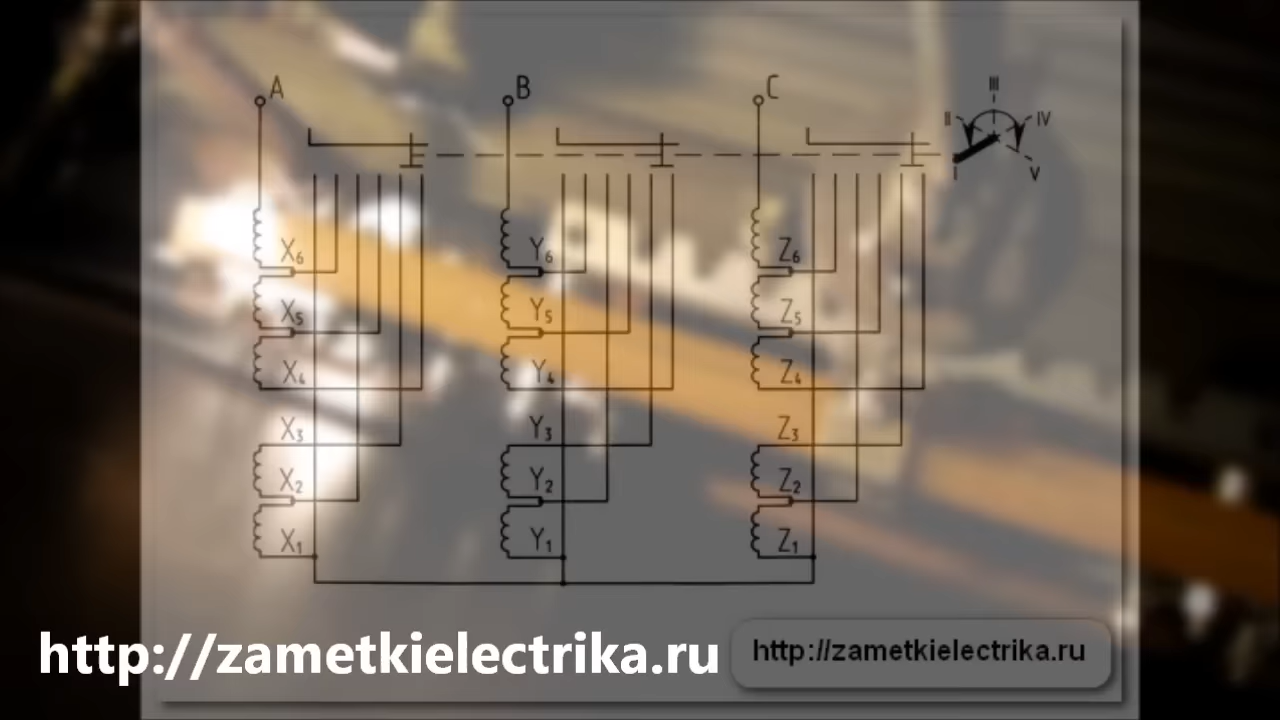 A B C
III
II IV
I V
X₆ Y₆ Z₆
X₅ Y₅ Z₅
X₄ Y₄ Z₄
X₃ Y₃ Z₃
X₂ Y₂ Z₂
X₁ Y₁ Z₁
http://zametkielectrika.ru
http://zametkielectrika.ru